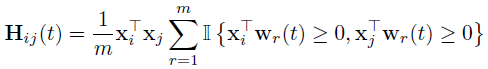 $\mathbf{H}_{ij}(t) = \frac{1}{m}\mathbf{x}_i^\top \mathbf{x}_j \sum_{r=1}^{m} \mathbb{I}\left\{\mathbf{x}_i^\top \mathbf{w}_r(t) \geq 0, \mathbf{x}_j^\top \mathbf{w}_r(t) \geq 0\right\}$